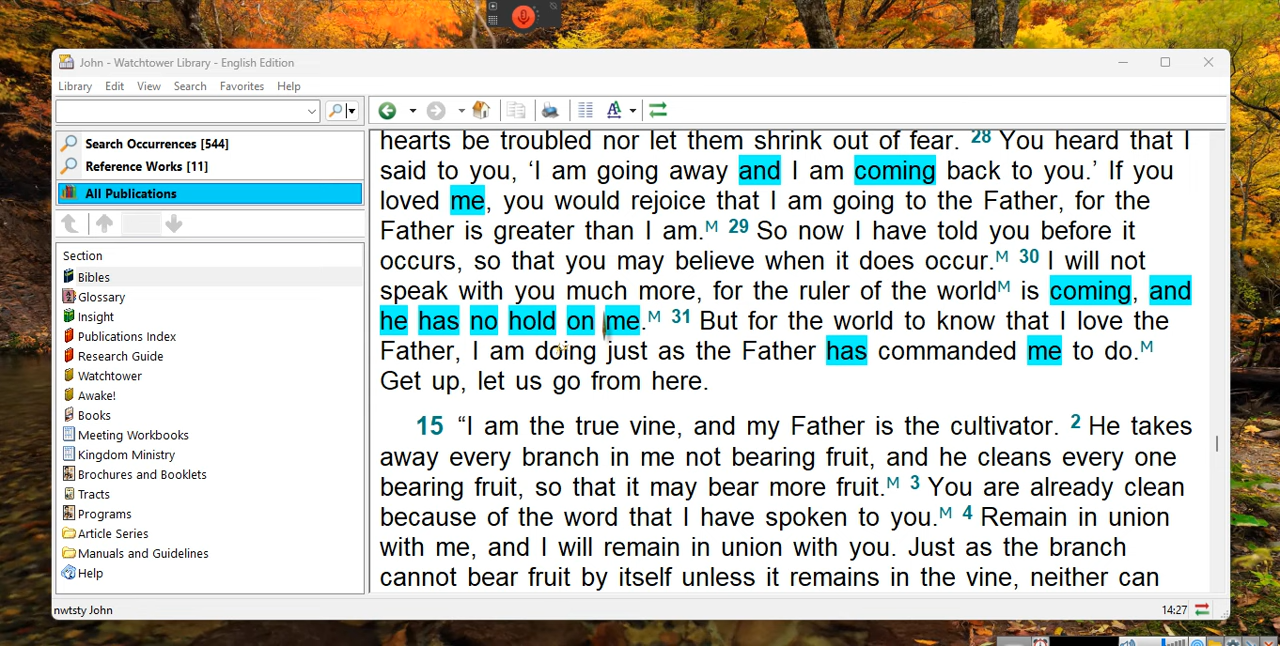 John - Watchtower Library - English Edition
Library Edit View Search Favorites Help
Search Occurrences [544]
Reference Works [11]
All Publications
Section
Bibles
Glossary
Insight
Publications Index
Research Guide
Watchtower
Awake!
Books
Meeting Workbooks
Kingdom Ministry
Brochures and Booklets
Tracts
Programs
Article Series
Manuals and Guidelines
Help
hearts be troubled nor let them shrink out of fear. 28 You heard that I
said to you, ‘I am going away and I am coming back to you.’ If you
loved me, you would rejoice that I am going to the Father, for the
Father is greater than I am.M 29 So now I have told you before it
occurs, so that you may believe when it does occur.M 30 I will not
speak with you much more, for the ruler of the worldM is coming, and
he has no hold on me.M 31 But for the world to know that I love the
Father, I am doing just as the Father has commanded me to do.M
Get up, let us go from here.
15 “I am the true vine, and my Father is the cultivator. 2 He takes
away every branch in me not bearing fruit, and he cleans every one
bearing fruit, so that it may bear more fruit.M 3 You are already clean
because of the word that I have spoken to you.M 4 Remain in union
with me, and I will remain in union with you. Just as the branch
cannot bear fruit by itself unless it remains in the vine, neither can
nwtsty John
14:27